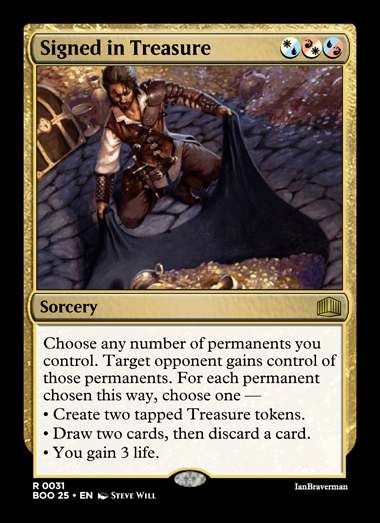 Signed in Treasure
Sorcery
Choose any number of permanents you
control. Target opponent gains control of
those permanents. For each permanent
chosen this way, choose one —
• Create two tapped Treasure tokens.
• Draw two cards, then discard a card.
• You gain 3 life.
R 0031
BOO 25 • EN Steve Will
IanBraverman